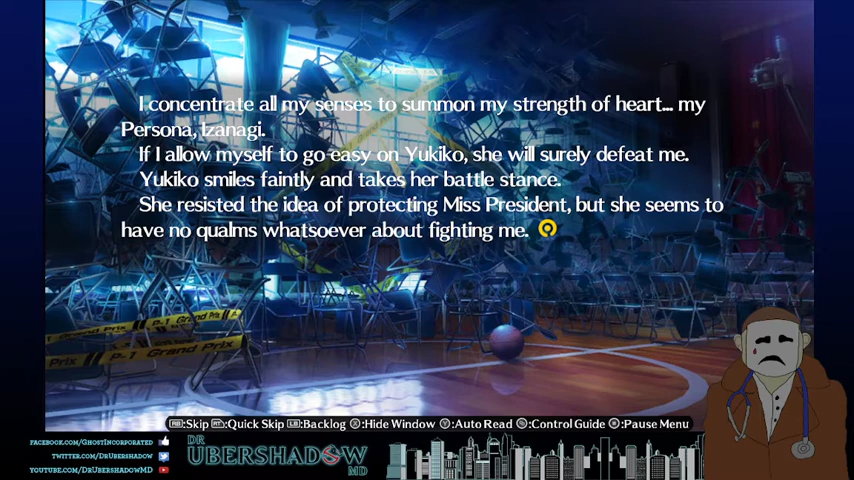 I concentrate all my senses to summon my strength of heart... my
Persona, Izanagi.
If I allow myself to go easy on Yukiko, she will surely defeat me.
Yukiko smiles faintly and takes her battle stance.
She resisted the idea of protecting Miss President, but she seems to
have no qualms whatsoever about fighting me.
P-1 Grand Prix
Prix P-1 Grand Prix
RB:Skip RT:Quick Skip LB:Backlog X:Hide Window Y:Auto Read :Control Guide :Pause Menu
FACEBOOK.COM/GHOSTINCORPORATED
TWITTER.COM/DRUBERSHADOW
YOUTUBE.COM/DRUBERSHADOWMD
DR
UBERSHADOW
MD